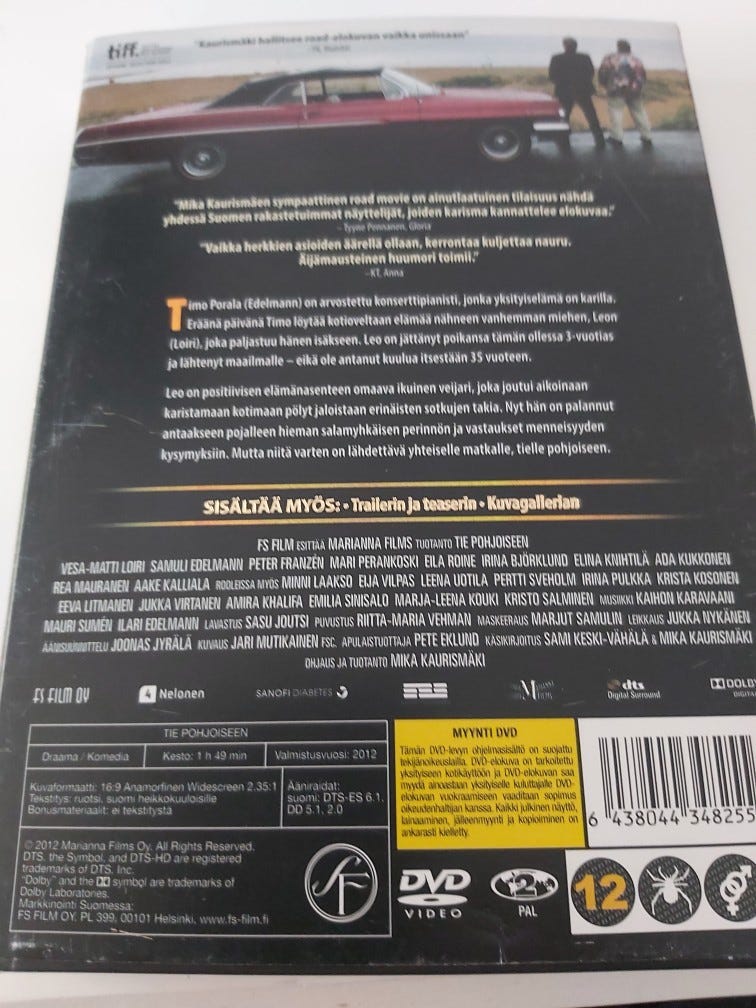 tiff.
"Kaurismäki hallitsee road-elokuvan vaikka unissaan"
"Mika Kaurismäen sympaattinen road movie on ainutlaatuinen tilaisuus nähdä
yhdessä Suomen rakastetuimmat näyttelijät, joiden karisma kannattelee elokuvaa."
– Tyyne Pennanen, Gloria
"Vaikka herkkien asioiden äärellä ollaan, kerrontaa kuljettaa nauru.
Äijämausteinen huumori toimii."
–KT, Anna
Timo Porala (Edelmann) on arvostettu konserttipianisti, jonka yksityiselämä on karilla.
Eräänä päivänä Timo löytää kotioveltaan elämää nähneen vanhemman miehen, Leon
(Loiri), joka paljastuu hänen isäkseen. Leo on jättänyt poikansa tämän ollessa 3-vuotias
ja lähtenyt maailmalle – eikä ole antanut kuulua itsestään 35 vuoteen.
Leo on positiivisen elämänasenteen omaava ikuinen veijari, joka joutui aikoinaan
karistamaan kotimaan pölyt jaloistaan erinäisten sotkujen takia. Nyt hän on palannut
antaakseen pojalleen hieman salamyhkäisen perinnön ja vastaukset menneisyyden
kysymyksiin. Mutta niitä varten on lähdettävä yhteiselle matkalle, tielle pohjoiseen.
SISÄLTÄÄ MYÖS: • Trailerin ja teaserin • Kuvagallerian
FS FILM ESITTÄÄ MARIANNA FILMS TUOTANTO TIE POHJOISEEN
VESA-MATTI LOIRI SAMULI EDELMANN PETER FRANZÉN MARI PERANKOSKI EILA ROINE IRINA BJÖRKLUND ELINA KNIHTILÄ ADA KUKKONEN
REA MAURANEN AAKE KALLIALA ROOLEISSA MYÖS MINNI LAAKSO EIJA VILPAS LEENA UOTILA PERTTI SVEHOLM IRINA PULKKA KRISTA KOSONEN
EEVA LITMANEN JUKKA VIRTANEN AMIRA KHALIFA EMILIA SINISALO MARJA-LEENA KOUKI KRISTO SALMINEN MUSIIKKI KAIHON KARAVAANI
MAURI SUMÉN ILARI EDELMANN LAVASTUS SASU JOUTSI PUVUSTUS RIITTA-MARIA VEHMAN MASKEERAUS MARJUT SAMULIN LEIKKAUS JUKKA NYKÄNEN
ÄÄNISUUNNITTELU JOONAS JYRÄLÄ KUVAUS JARI MUTIKAINEN FSC. APULAISTUOTTAJA PETE EKLUND KÄSIKIRJOITUS SAMI KESKI-VÄHÄLÄ & MIKA KAURISMÄKI
OHJAUS JA TUOTANTO MIKA KAURISMÄKI
FS FILM OY 4 Nelonen SANOFI DIABETES dts Digital Surround DOLBY DIGITAL
TIE POHJOISEEN
Draama / Komedia Kesto: 1 h 49 min Valmistusvuosi: 2012
Kuvaformaatti: 16:9 Anamorfinen Widescreen 2.35:1
Tekstitys: ruotsi, suomi heikkokuuloisille
Bonusmateriaalit: ei tekstitystä
Ääniraidat:
suomi: DTS-ES 6.1,
DD 5.1, 2.0
© 2012 Marianna Films Oy. All Rights Reserved.
DTS, the Symbol, and DTS-HD are registered
trademarks of DTS, Inc.
"Dolby" and the symbol are trademarks of
Dolby Laboratories.
Markkinointi Suomessa:
FS FILM OY, PL 399, 00101 Helsinki, www.fs-film.fi
SF
MYYNTI DVD
Tämän DVD-levyn ohjelmasisältö on suojattu
tekijänoikeuslailla. DVD-elokuva on tarkoitettu
yksityiseen kotikäyttöön ja DVD-elokuvan saa
myydä ainoastaan yksityiselle kuluttajalle DVD-
elokuvan vuokraamiseen vaaditaan sopimus
oikeudenhaltijan kanssa. Kaikki julkinen näyttö,
lainaaminen, jälleenmyynti ja kopioiminen on
ankarasti kielletty.
6 438044 348255
DVD VIDEO
2
PAL
12